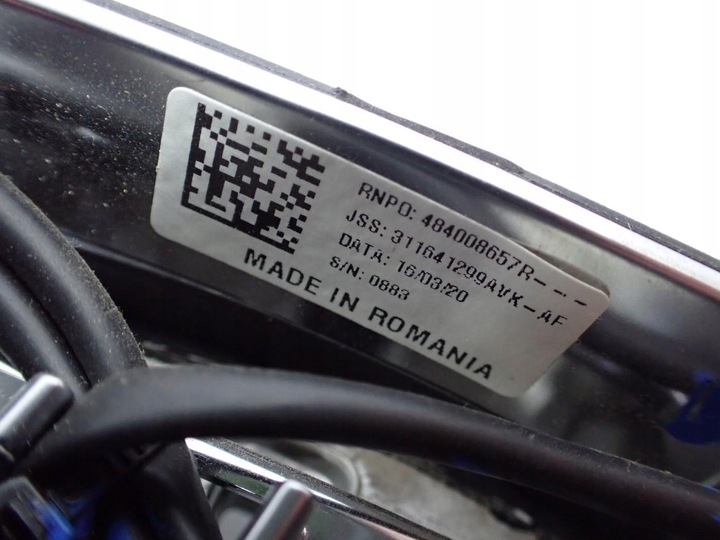 RNPO: 484008657R----
JSS: 311641299AVK-AF
DATA: 16/03/20
S/N: 0883
MADE IN ROMANIA